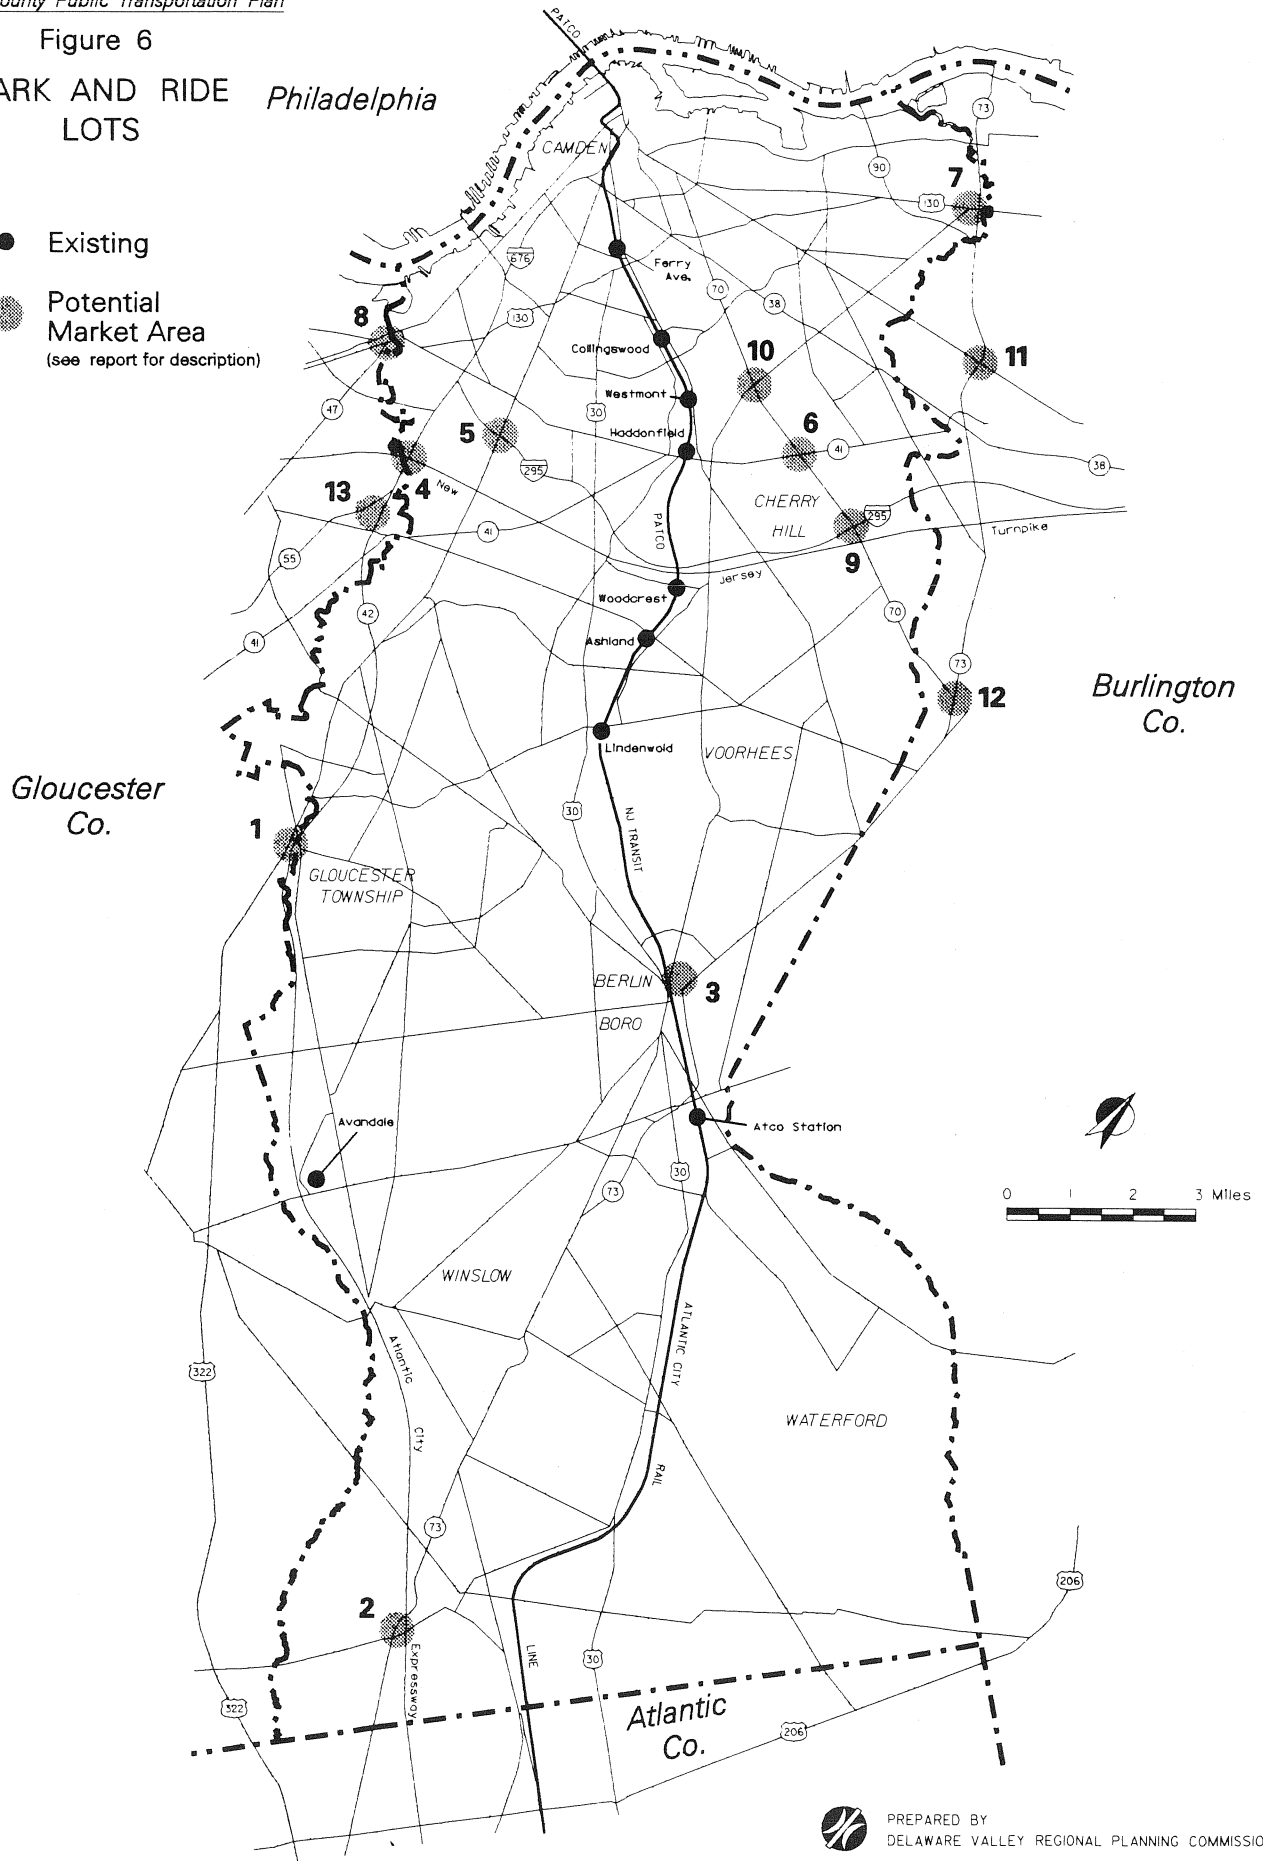 ounty Public Transportation Plan
Figure 6
ARK AND RIDE
LOTS
Philadelphia
Existing
Potential
Market Area
(see report for description)
PATCO
CAMDEN
73
90
7
130
676
Ferry
Ave.
70
38
8
130
Collingswood
10
11
47
Westmont
30
5
6
Haddonfield
41
295
38
13
4
New
CHERRY
HILL
295
41
PATCO
Turnpike
55
9
Jersey
Woodcrest
42
70
41
Ashland
73
12
Burlington
Co.
Lindenwold
VOORHEES
Gloucester
Co.
30
NJ TRANSIT
1
GLOUCESTER
TOWNSHIP
BERLIN
3
BORO
Avandale
Atco Station
30
73
0 1 2 3 Miles
WINSLOW
ATLANTIC CITY
Atlantic
322
City
WATERFORD
RAIL
73
206
2
Expressway
LINE
30
322
Atlantic
Co.
206
PREPARED BY
DELAWARE VALLEY REGIONAL PLANNING COMMISSIO